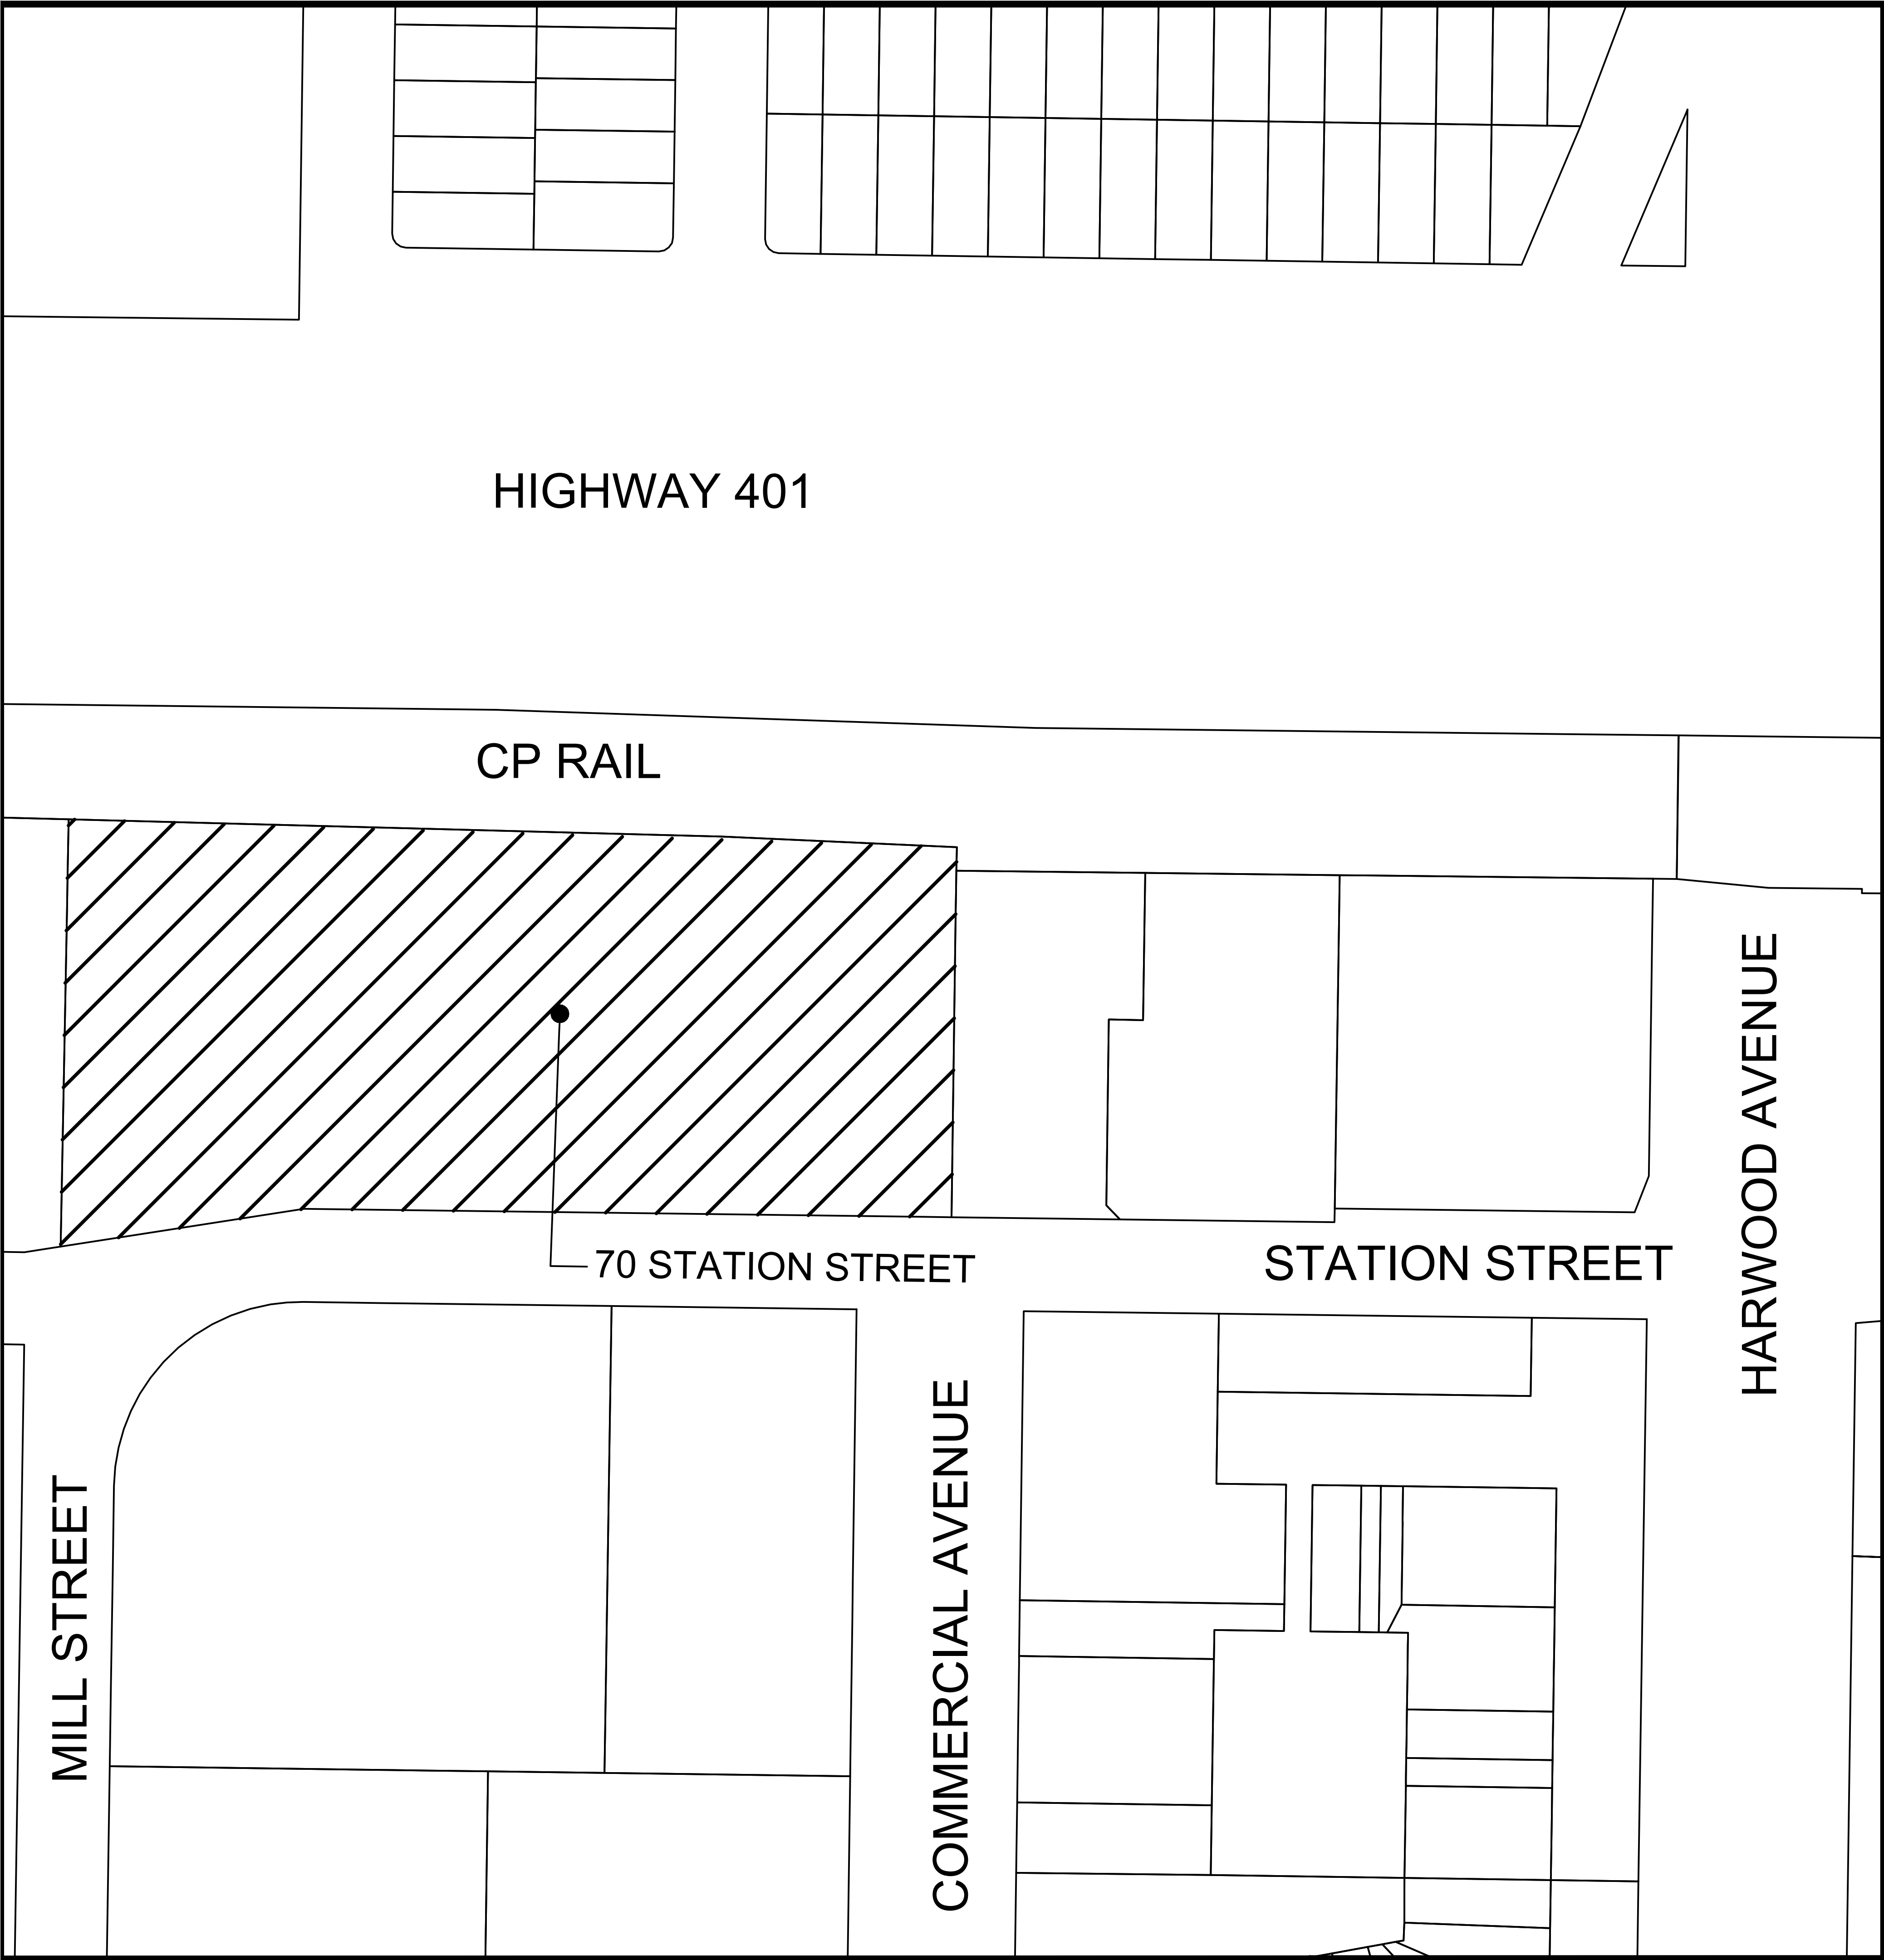 HIGHWAY 401
CP RAIL
70 STATION STREET
STATION STREET
HARWOOD AVENUE
COMMERCIAL AVENUE
MILL STREET